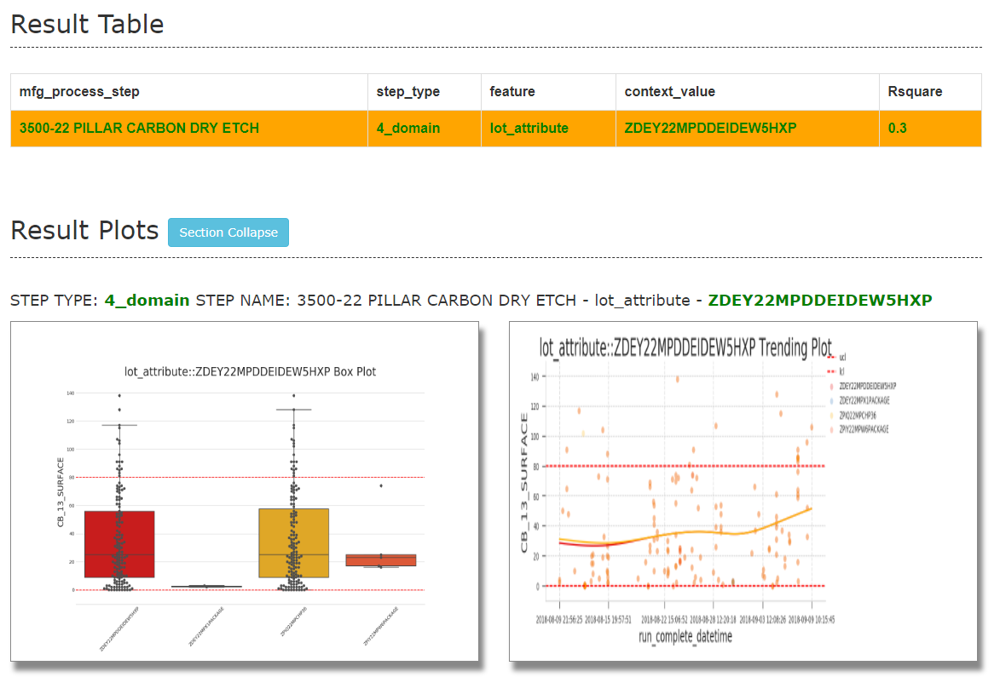 Result Table
mfg_process_step step_type feature context_value Rsquare
3500-22 PILLAR CARBON DRY ETCH 4_domain lot_attribute ZDEY22MPDDEIDEW5HXP 0.3
Result Plots Section Collapse
STEP TYPE: 4_domain STEP NAME: 3500-22 PILLAR CARBON DRY ETCH - lot_attribute - ZDEY22MPDDEIDEW5HXP
lot_attribute::ZDEY22MPDDEIDEW5HXP Box Plot
140
120
100
80
60
40
20
0
CB_13_SURFACE
ZDEY22MPDDEIDEW5HXP
ZDEY22MPX1PACKAGE
ZPIQ22MPCHP36
ZPIY22MPW6PACKAGE
lot_attribute::ZDEY22MPDDEIDEW5HXP Trending Plot
ucl
lcl
ZDEY22MPDDEIDEW5HXP
ZDEY22MPX1PACKAGE
ZPIQ22MPCHP36
ZPIY22MPW6PACKAGE
140
120
100
80
60
40
20
0
CB_13_SURFACE
2018-08-09 21:56:25 2018-08-15 19:57:51 2018-08-22 15:06:52 2018-08-28 12:20:18 2018-09-03 12:08:26 2018-09-09 10:15:45
run_complete_datetime